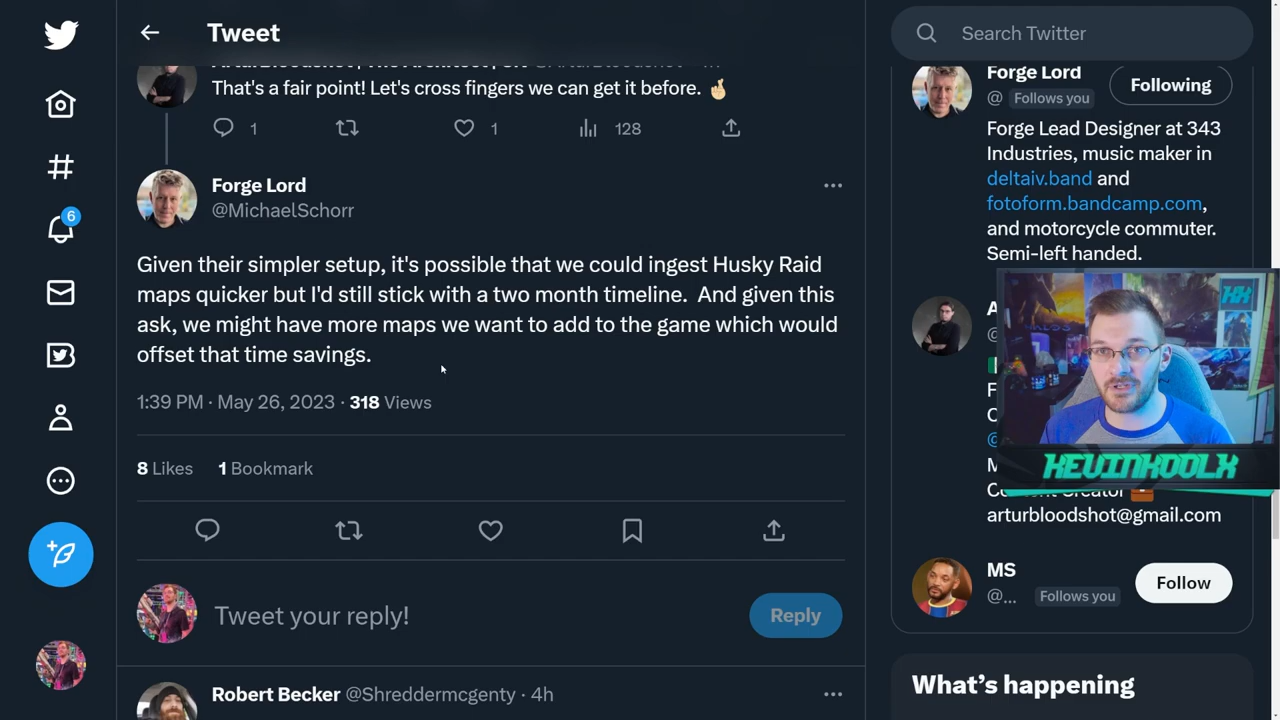 Tweet
Search Twitter
That's a fair point! Let's cross fingers we can get it before. 🤞🏻
1
1
128
6
Forge Lord
@MichaelSchorr
Given their simpler setup, it's possible that we could ingest Husky Raid
maps quicker but I'd still stick with a two month timeline. And given this
ask, we might have more maps we want to add to the game which would
offset that time savings.
1:39 PM · May 26, 2023 · 318 Views
8 Likes 1 Bookmark
Tweet your reply!
Reply
Robert Becker @Shreddermcgenty · 4h
Forge Lord
@ Follows you
Following
Forge Lead Designer at 343
Industries, music maker in
deltaiv.band and
fotoform.bandcamp.com,
and motorcycle commuter.
Semi-left handed.
KEVINKOOLX
arturbloodshot@gmail.com
MS
@... Follows you
Follow
What's happening